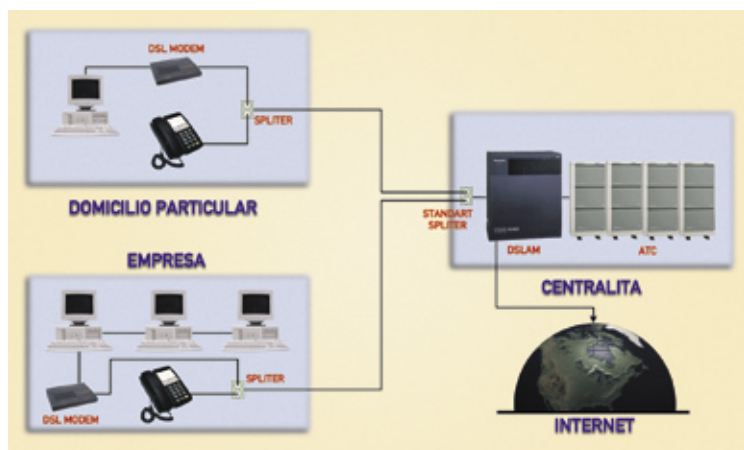 DSL MODEM
SPLITER
DOMICILIO PARTICULAR
EMPRESA
SPLITER
DSL MODEM
STANDART
SPLITER
DSLAM
ATC
CENTRALITA
INTERNET